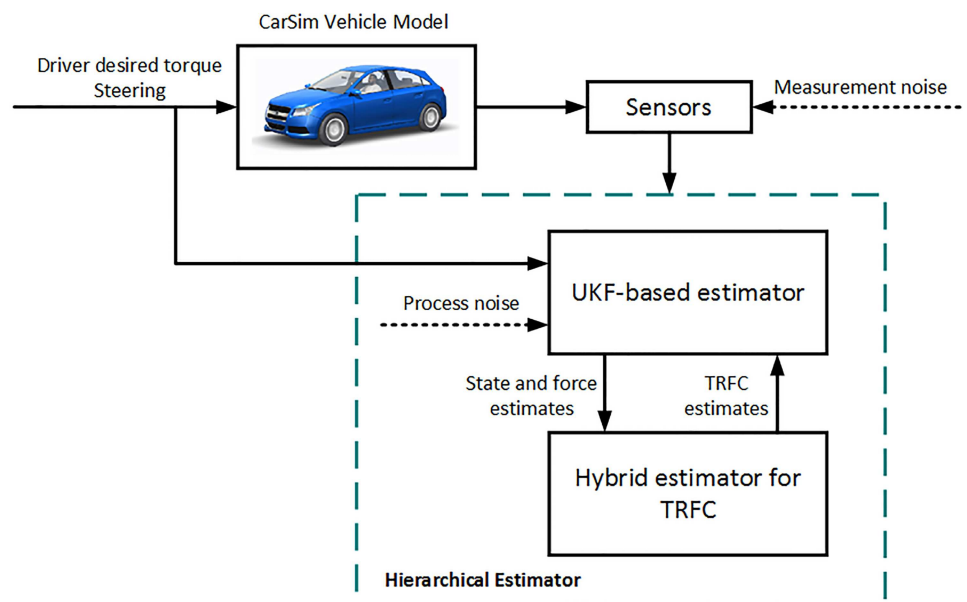 CarSim Vehicle Model
Driver desired torque
Steering
Sensors
Measurement noise
UKF-based estimator
Process noise
State and force
estimates
TRFC
estimates
Hybrid estimator for
TRFC
Hierarchical Estimator